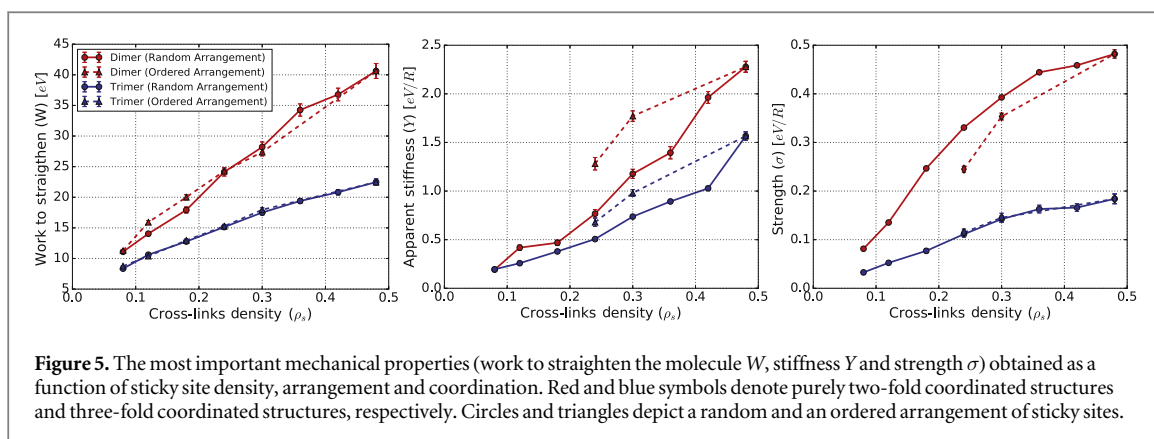 45
40
35
30
25
20
15
10
5
0.0 0.1 0.2 0.3 0.4 0.5
Work to straigthen (W) [eV]
Cross-links density (ρs)
Dimer (Random Arrangement)
Dimer (Ordered Arrangement)
Trimer (Random Arrangement)
Trimer (Ordered Arrangement)
2.5
2.0
1.5
1.0
0.5
0.0
0.0 0.1 0.2 0.3 0.4 0.5
Apparent stiffness (Y) [eV/R]
Cross-links density (ρs)
0.5
0.4
0.3
0.2
0.1
0.0
0.0 0.1 0.2 0.3 0.4 0.5
Strength (σ) [eV/R]
Cross-links density (ρs)
Figure 5. The most important mechanical properties (work to straighten the molecule W, stiffness Y and strength σ) obtained as a
function of sticky site density, arrangement and coordination. Red and blue symbols denote purely two-fold coordinated structures
and three-fold coordinated structures, respectively. Circles and triangles depict a random and an ordered arrangement of sticky sites.